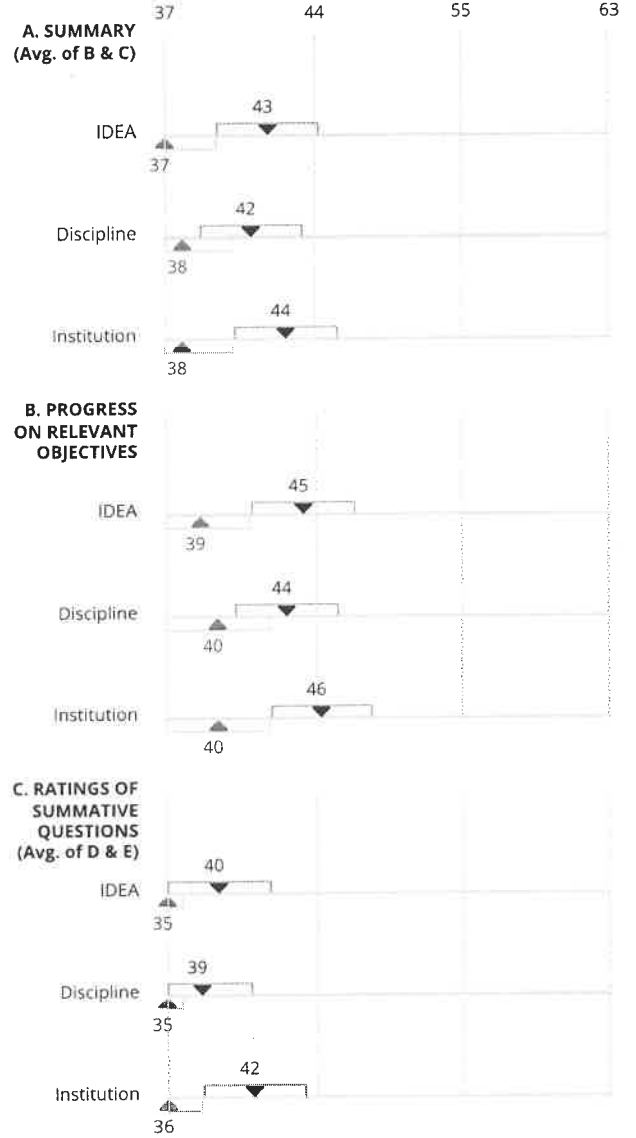 37 44 55 63
A. SUMMARY
(Avg. of B & C)
43
IDEA
37
42
Discipline
38
44
Institution
38
B. PROGRESS
ON RELEVANT
OBJECTIVES
45
IDEA
39
44
Discipline
40
46
Institution
40
C. RATINGS OF
SUMMATIVE
QUESTIONS
(Avg. of D & E)
40
IDEA
35
39
Discipline
35
42
Institution
36